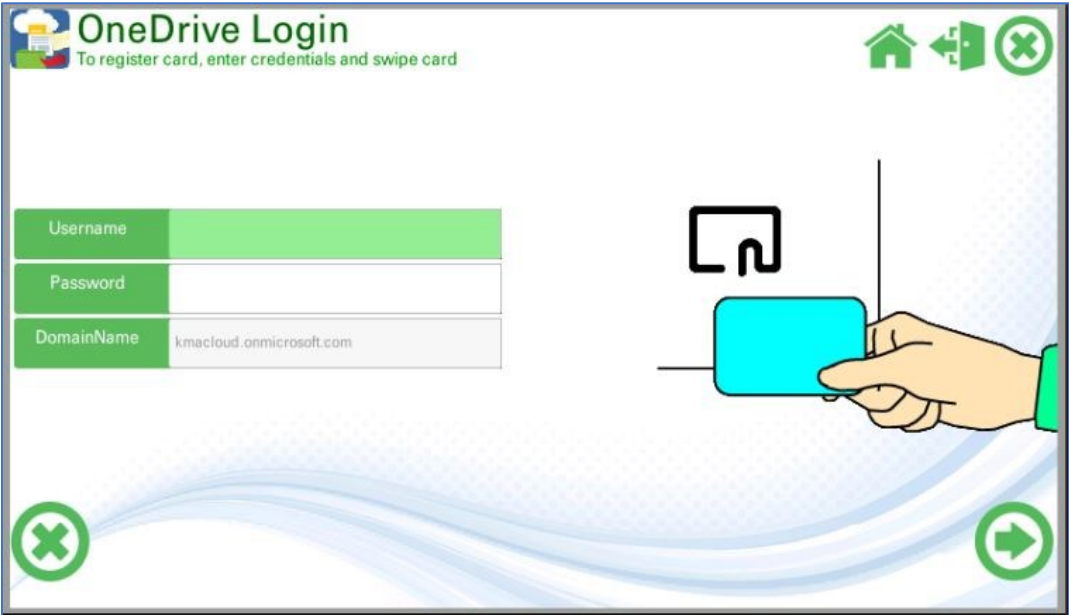 OneDrive Login
To register card, enter credentials and swipe card
Username
Password
DomainName
kmacloud.onmicrosoft.com